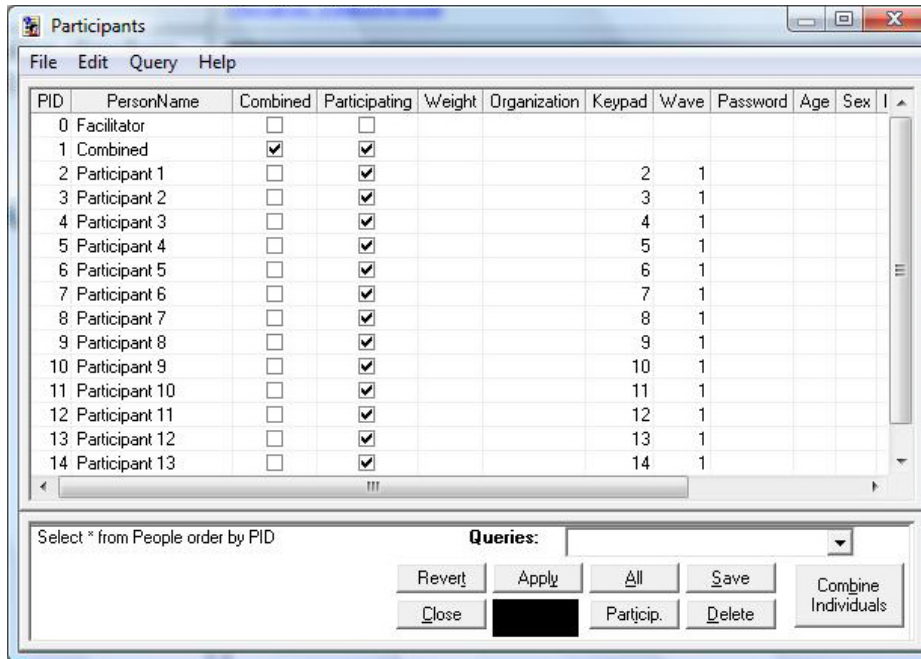 Participants
File Edit Query Help
PID PersonName Combined Participating Weight Organization Keypad Wave Password Age Sex
0 Facilitator
1 Combined
2 Participant 1 2 1
3 Participant 2 3 1
4 Participant 3 4 1
5 Participant 4 5 1
6 Participant 5 6 1
7 Participant 6 7 1
8 Participant 7 8 1
9 Participant 8 9 1
10 Participant 9 10 1
11 Participant 10 11 1
12 Participant 11 12 1
13 Participant 12 13 1
14 Participant 13 14 1
Select * from People order by PID Queries:
Revert Apply All Save Combine
Individuals
Close Particip. Delete